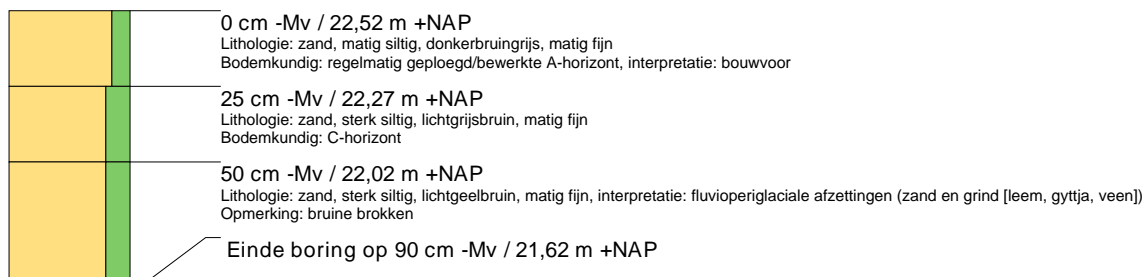 0 cm -Mv / 22,52 m +NAP
Lithologie: zand, matig siltig, donkerbruingrijs, matig fijn
Bodemkundig: regelmatig geploegd/bewerkte A-horizont, interpretatie: bouwvoor
25 cm -Mv / 22,27 m +NAP
Lithologie: zand, sterk siltig, lichtgrijsbruin, matig fijn
Bodemkundig: C-horizont
50 cm -Mv / 22,02 m +NAP
Lithologie: zand, sterk siltig, lichtgeelbruin, matig fijn, interpretatie: fluvioperiglaciale afzettingen (zand en grind [leem, gyttja, veen])
Opmerking: bruine brokken
Einde boring op 90 cm -Mv / 21,62 m +NAP